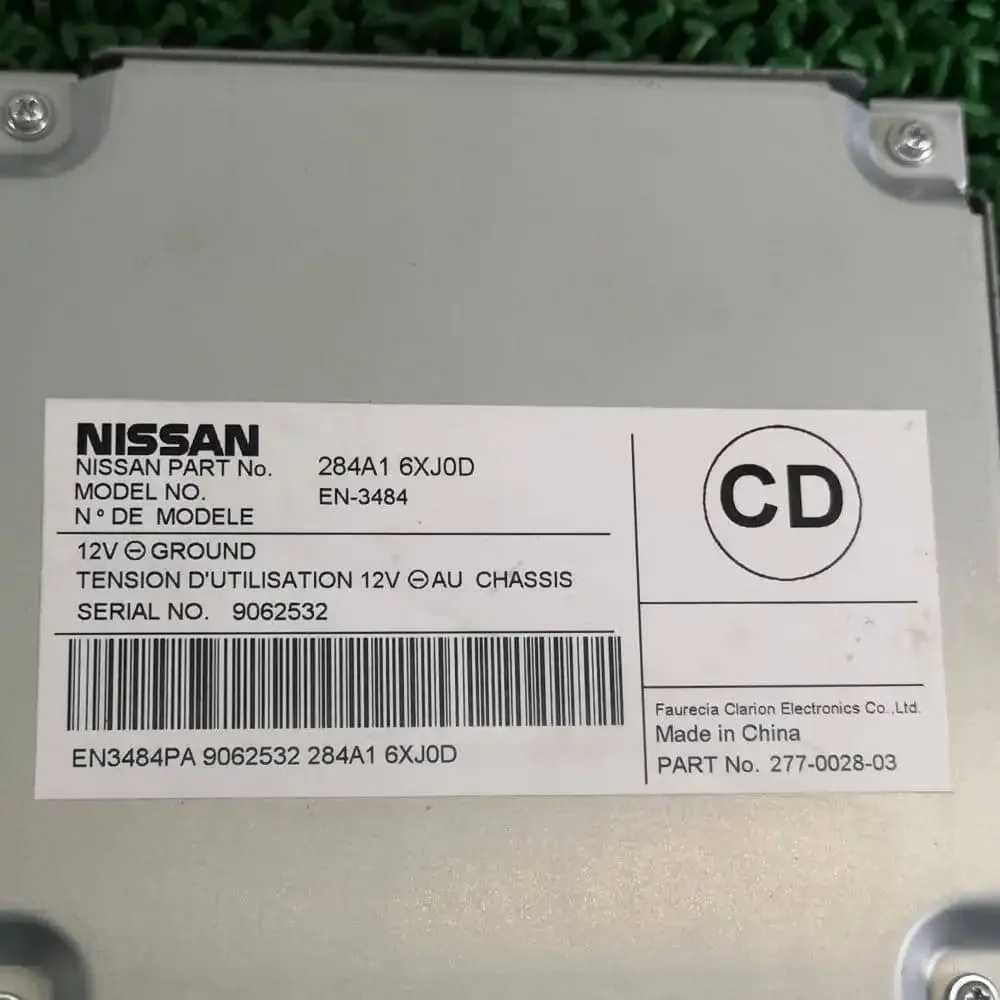 NISSAN
NISSAN PART No. 284A1 6XJ0D
MODEL NO. EN-3484
N° DE MODELE
12V ⊖ GROUND
TENSION D'UTILISATION 12V ⊖ AU CHASSIS
SERIAL NO. 9062532
EN3484PA 9062532 284A1 6XJ0D
CD
Faurecia Clarion Electronics Co.,Ltd.
Made in China
PART No. 277-0028-03